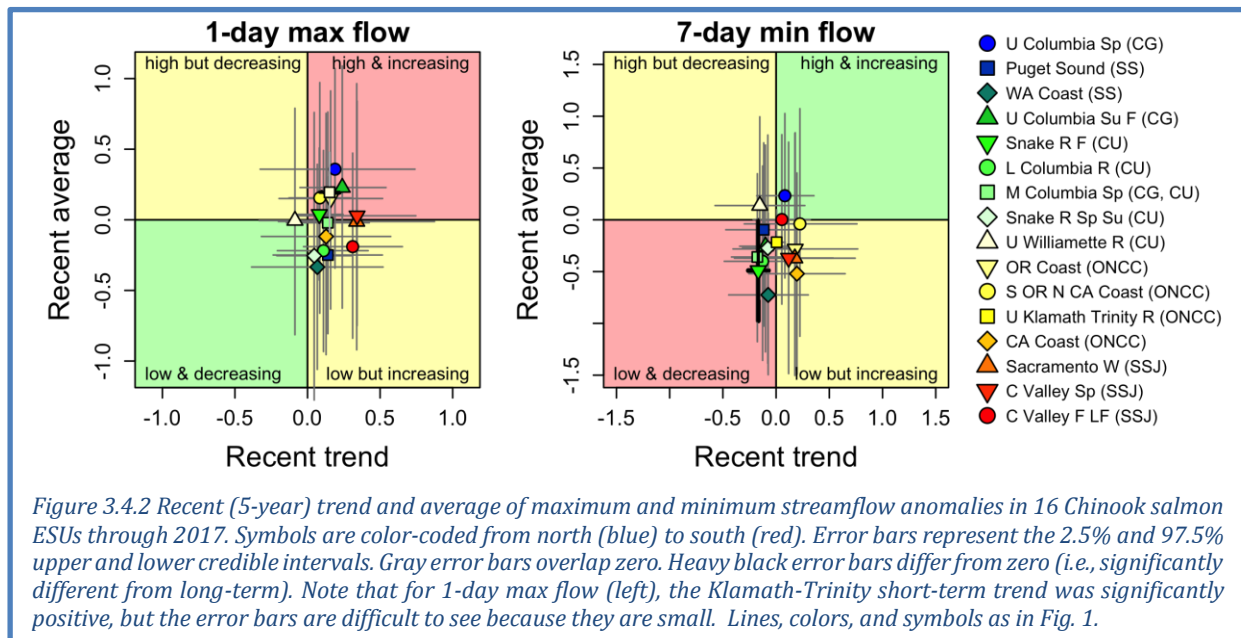 1-day max flow
high but decreasing
high & increasing
low & decreasing
low but increasing
1.0
0.5
0.0
-0.5
-1.0
Recent average
-1.0
-0.5
0.0
0.5
1.0
Recent trend
7-day min flow
high but decreasing
high & increasing
low & decreasing
low but increasing
1.5
1.0
0.5
0.0
-0.5
-1.5
Recent average
-1.5
-0.5
0.0
0.5
1.0
1.5
Recent trend
U Columbia Sp (CG)
Puget Sound (SS)
WA Coast (SS)
U Columbia Su F (CG)
Snake R F (CU)
L Columbia R (CU)
M Columbia Sp (CG, CU)
Snake R Sp Su (CU)
U Williamette R (CU)
OR Coast (ONCC)
S OR N CA Coast (ONCC)
U Klamath Trinity R (ONCC)
CA Coast (ONCC)
Sacramento W (SSJ)
C Valley Sp (SSJ)
C Valley F LF (SSJ)
Figure 3.4.2 Recent (5-year) trend and average of maximum and minimum streamflow anomalies in 16 Chinook salmon
ESUs through 2017. Symbols are color-coded from north (blue) to south (red). Error bars represent the 2.5% and 97.5%
upper and lower credible intervals. Gray error bars overlap zero. Heavy black error bars differ from zero (i.e., significantly
different from long-term). Note that for 1-day max flow (left), the Klamath-Trinity short-term trend was significantly
positive, but the error bars are difficult to see because they are small. Lines, colors, and symbols as in Fig. 1.